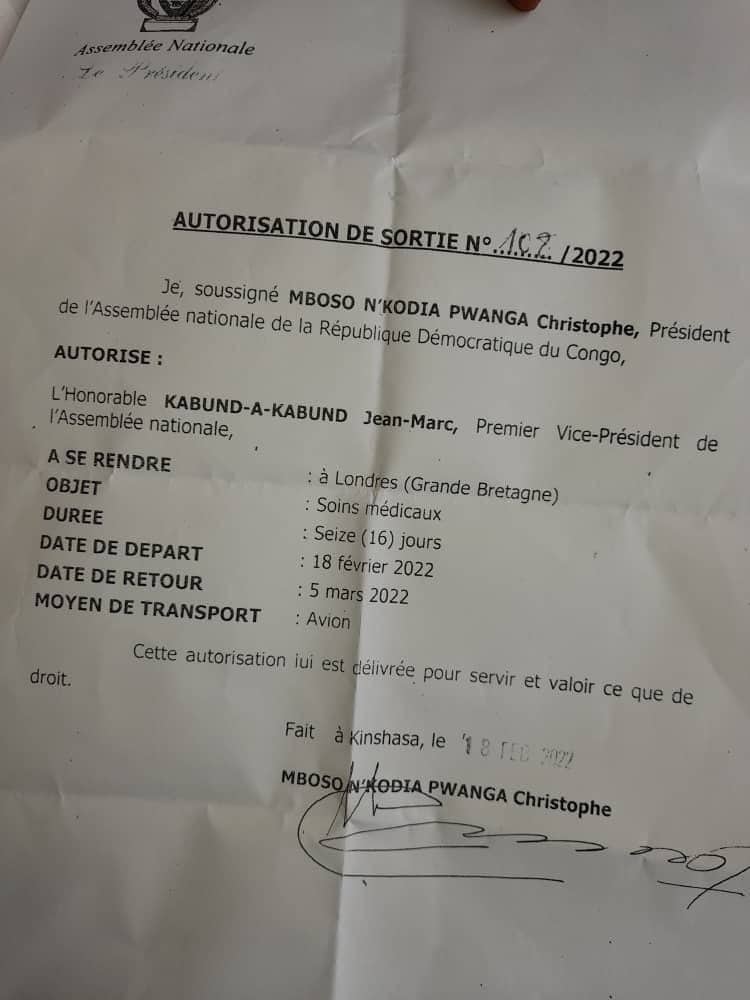 Assemblée Nationale
Le Président
AUTORISATION DE SORTIE N°.102./2022
Je, soussigné MBOSO N'KODIA PWANGA Christophe, Président
de l'Assemblée nationale de la République Démocratique du Congo,
AUTORISE :
L'Honorable KABUND-A-KABUND Jean-Marc, Premier Vice-Président de
l'Assemblée nationale,
A SE RENDRE : à Londres (Grande Bretagne)
OBJET : Soins médicaux
DUREE : Seize (16) jours
DATE DE DEPART : 18 février 2022
DATE DE RETOUR : 5 mars 2022
MOYEN DE TRANSPORT : Avion
Cette autorisation iui est délivrée pour servir et valoir ce que de
droit.
Fait à Kinshasa, le 18 FEB 2022
MBOSO N'KODIA PWANGA Christophe